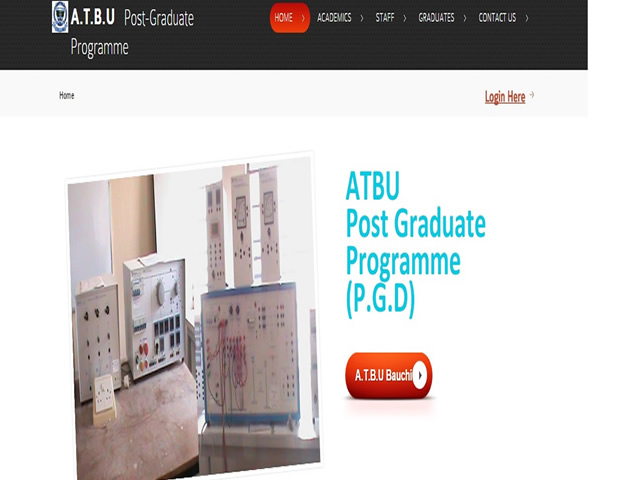 A.T.B.U Post-Graduate
Programme
HOME
ACADEMICS
STAFF
GRADUATES
CONTACT US
Home
Login Here
ATBU
Post Graduate
Programme
(P.G.D)
A.T.B.U Bauchi